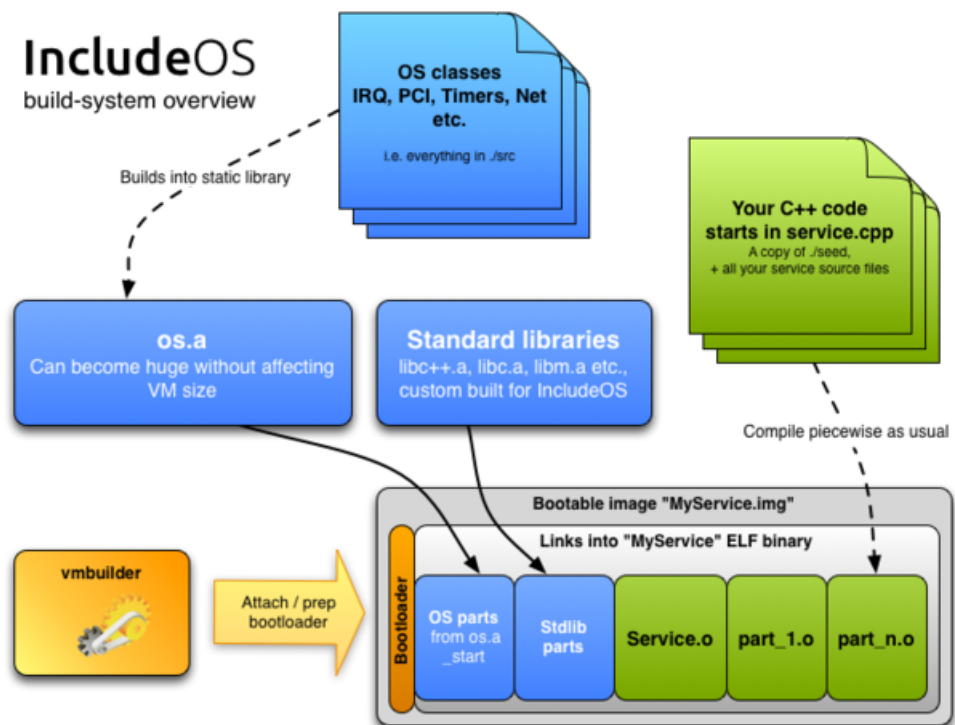 IncludeOS
build-system overview
OS classes
IRQ, PCI, Timers, Net
etc.
i.e. everything in ./src
Builds into static library
Your C++ code
starts in service.cpp
A copy of ./seed,
+ all your service source files
os.a
Can become huge without affecting
VM size
Standard libraries
libc++.a, libc.a, libm.a etc.,
custom built for IncludeOS
Compile piecewise as usual
Bootable image "MyService.img"
Links into "MyService" ELF binary
vmbuilder
Attach / prep
bootloader
Bootloader
OS parts
from os.a
_start
Stdlib
parts
Service.o
part_1.o
part_n.o